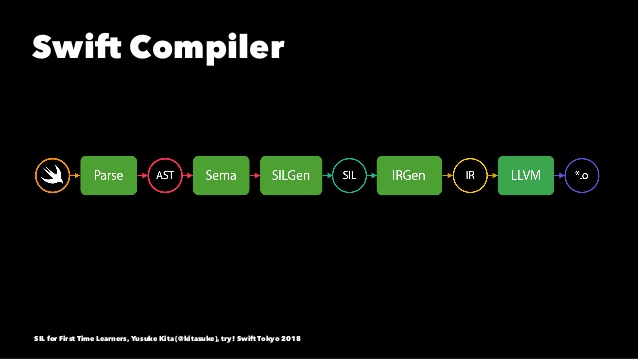 Swift Compiler
Parse AST Sema SILGen SIL IRGen IR LLVM *.o
SIL for First Time Learners, Yusuke Kita (@kitasuke), try! Swift Tokyo 2018